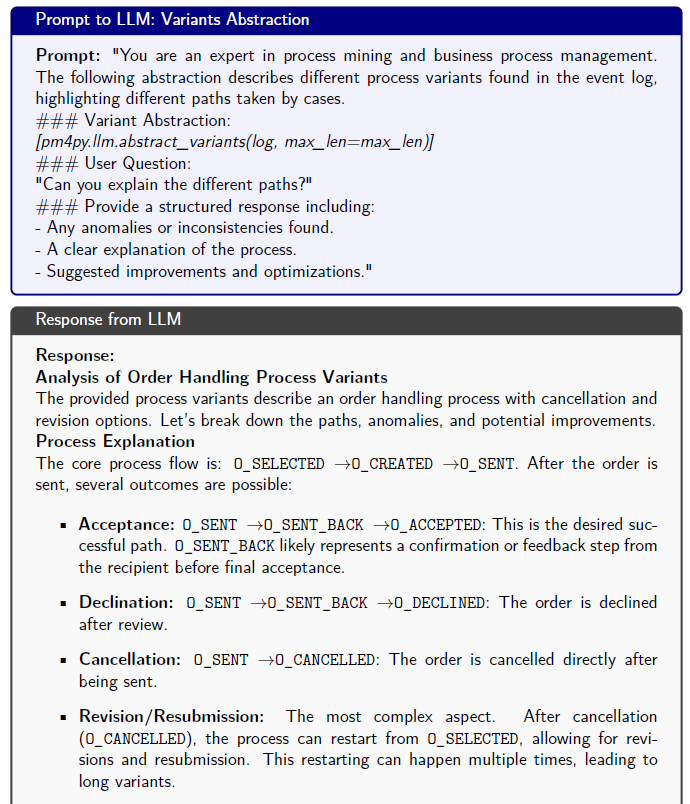 Prompt to LLM: Variants Abstraction
Prompt: "You are an expert in process mining and business process management.
The following abstraction describes different process variants found in the event log,
highlighting different paths taken by cases.
### Variant Abstraction:
[pm4py.llm.abstract_variants(log, max_len=max_len)]
### User Question:
"Can you explain the different paths?"
### Provide a structured response including:
- Any anomalies or inconsistencies found.
- A clear explanation of the process.
- Suggested improvements and optimizations."
Response from LLM
Response:
Analysis of Order Handling Process Variants
The provided process variants describe an order handling process with cancellation and
revision options. Let's break down the paths, anomalies, and potential improvements.
Process Explanation
The core process flow is: O_SELECTED →O_CREATED →O_SENT. After the order is
sent, several outcomes are possible:
▪ Acceptance: O_SENT →O_SENT_BACK →O_ACCEPTED: This is the desired suc-
cessful path. O_SENT_BACK likely represents a confirmation or feedback step from
the recipient before final acceptance.
▪ Declination: O_SENT →O_SENT_BACK →O_DECLINED: The order is declined
after review.
▪ Cancellation: O_SENT →O_CANCELLED: The order is cancelled directly after
being sent.
▪ Revision/Resubmission: The most complex aspect. After cancellation
(O_CANCELLED), the process can restart from O_SELECTED, allowing for revi-
sions and resubmission. This restarting can happen multiple times, leading to
long variants.